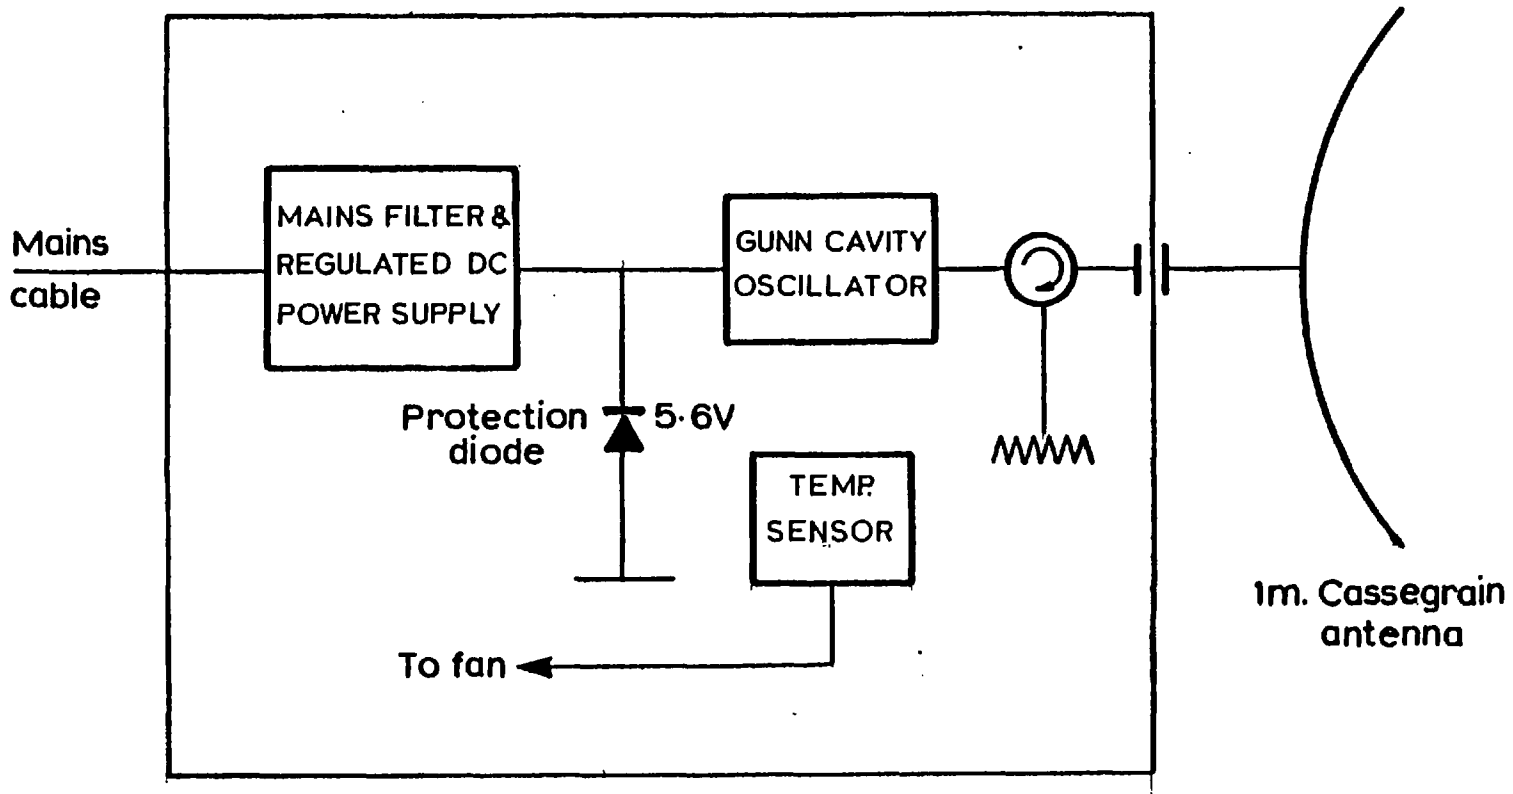 Mains
cable
MAINS FILTER &
REGULATED DC
POWER SUPPLY
GUNN CAVITY
OSCILLATOR
Protection
diode
5·6V
TEMP.
SENSOR
To fan
1m. Cassegrain
antenna